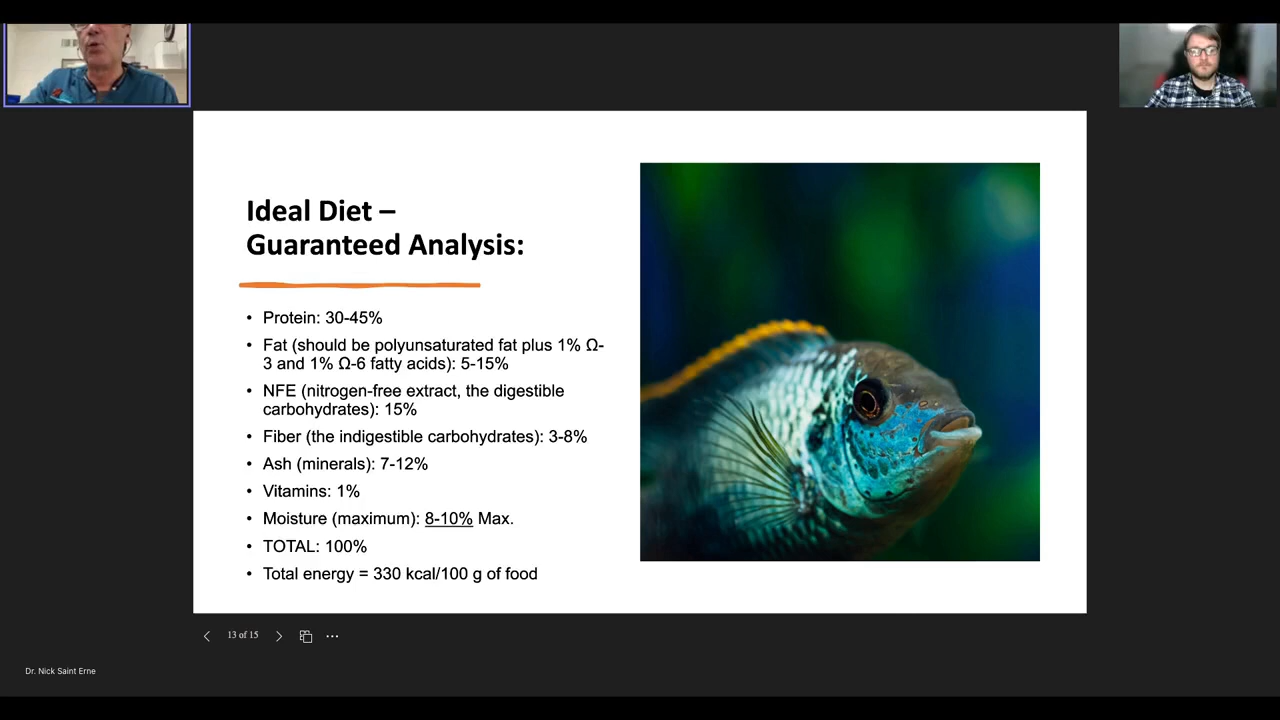 Ideal Diet –
Guaranteed Analysis:
• Protein: 30-45%
• Fat (should be polyunsaturated fat plus 1% Ω-
3 and 1% Ω-6 fatty acids): 5-15%
• NFE (nitrogen-free extract, the digestible
carbohydrates): 15%
• Fiber (the indigestible carbohydrates): 3-8%
• Ash (minerals): 7-12%
• Vitamins: 1%
• Moisture (maximum): 8-10% Max.
• TOTAL: 100%
• Total energy = 330 kcal/100 g of food
13 of 15
Dr. Nick Saint Erne